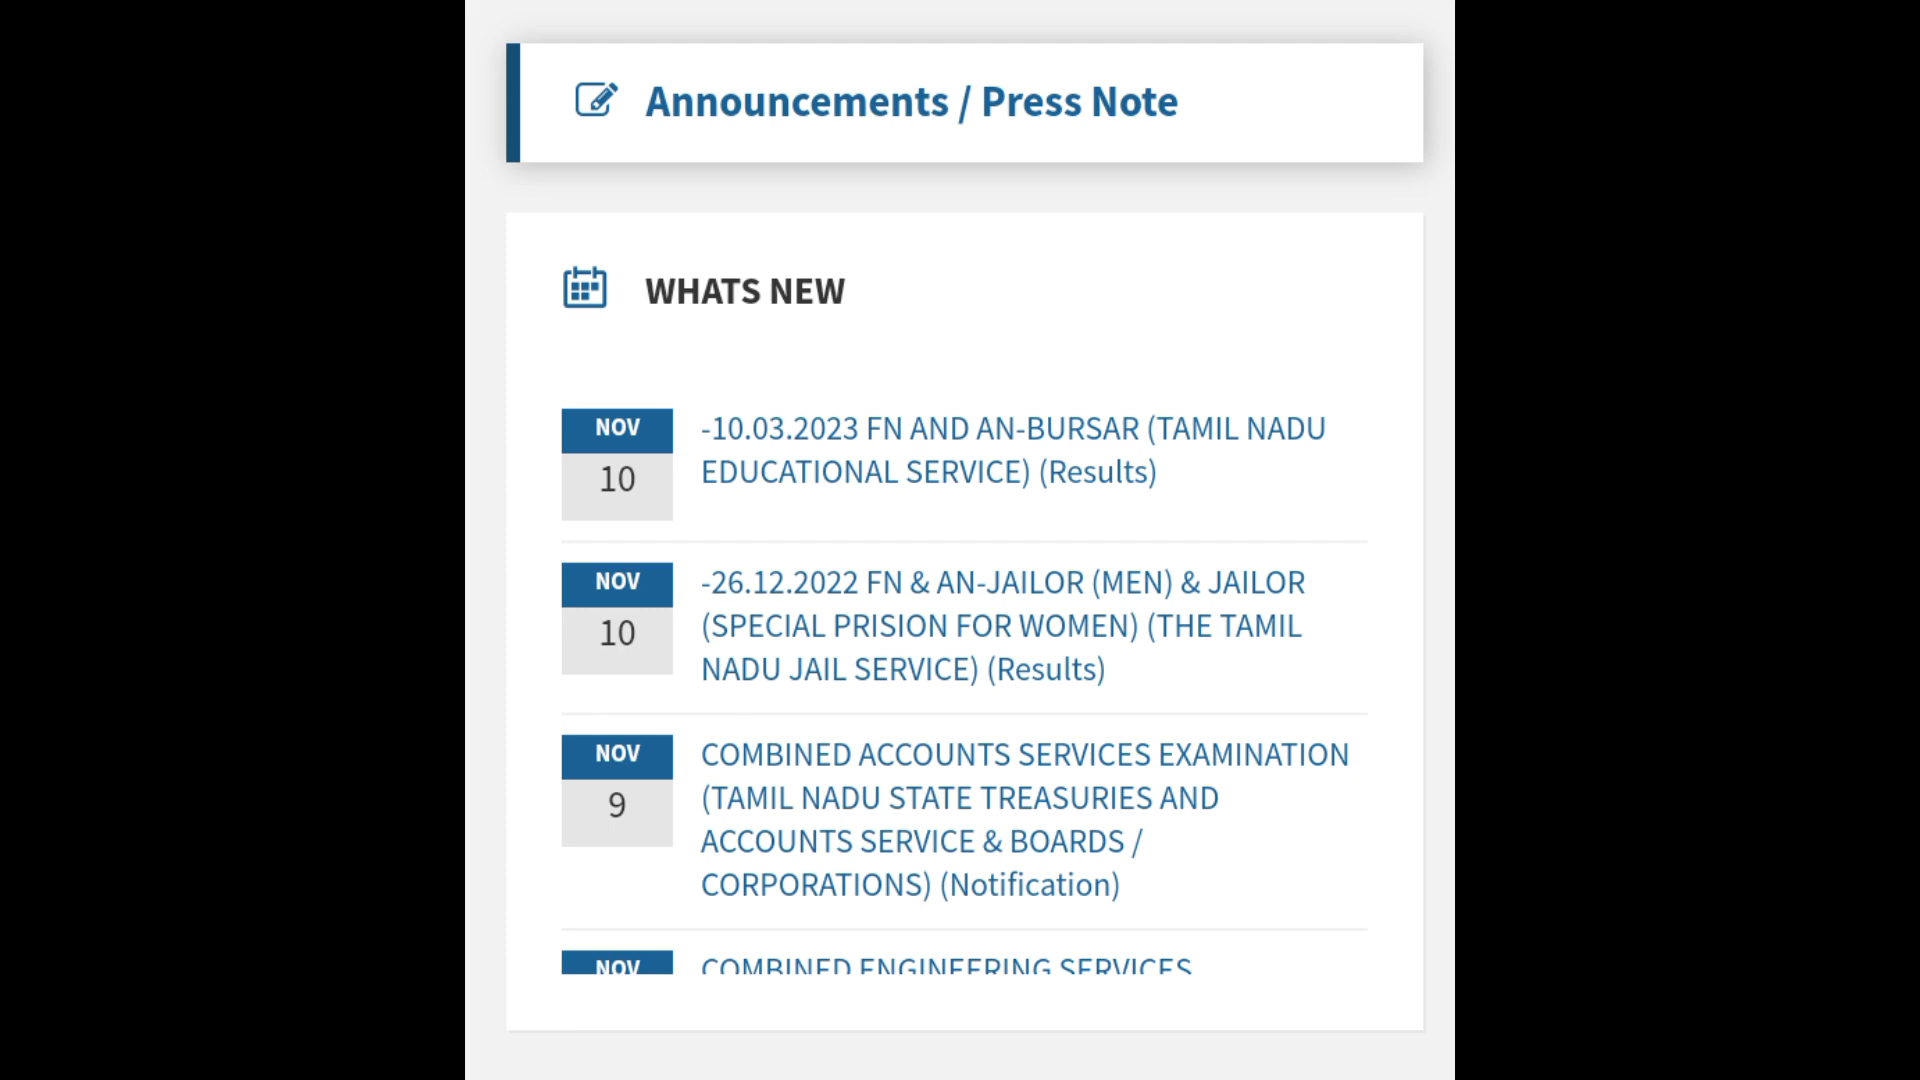 Announcements / Press Note
WHATS NEW
NOV
10
-10.03.2023 FN AND AN-BURSAR (TAMIL NADU
EDUCATIONAL SERVICE) (Results)
NOV
10
-26.12.2022 FN & AN-JAILOR (MEN) & JAILOR
(SPECIAL PRISION FOR WOMEN) (THE TAMIL
NADU JAIL SERVICE) (Results)
NOV
9
COMBINED ACCOUNTS SERVICES EXAMINATION
(TAMIL NADU STATE TREASURIES AND
ACCOUNTS SERVICE & BOARDS /
CORPORATIONS) (Notification)
NOV
COMBINED ENGINEERING SERVICES